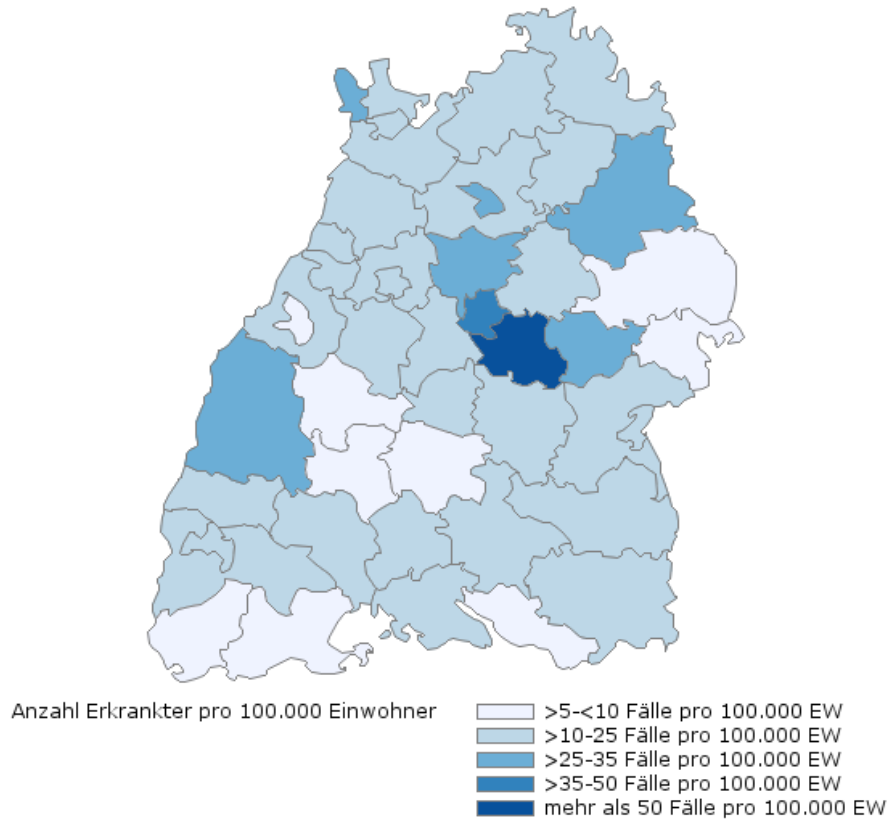 Anzahl Erkrankter pro 100.000 Einwohner
>5-<10 Fälle pro 100.000 EW
>10-25 Fälle pro 100.000 EW
>25-35 Fälle pro 100.000 EW
>35-50 Fälle pro 100.000 EW
mehr als 50 Fälle pro 100.000 EW